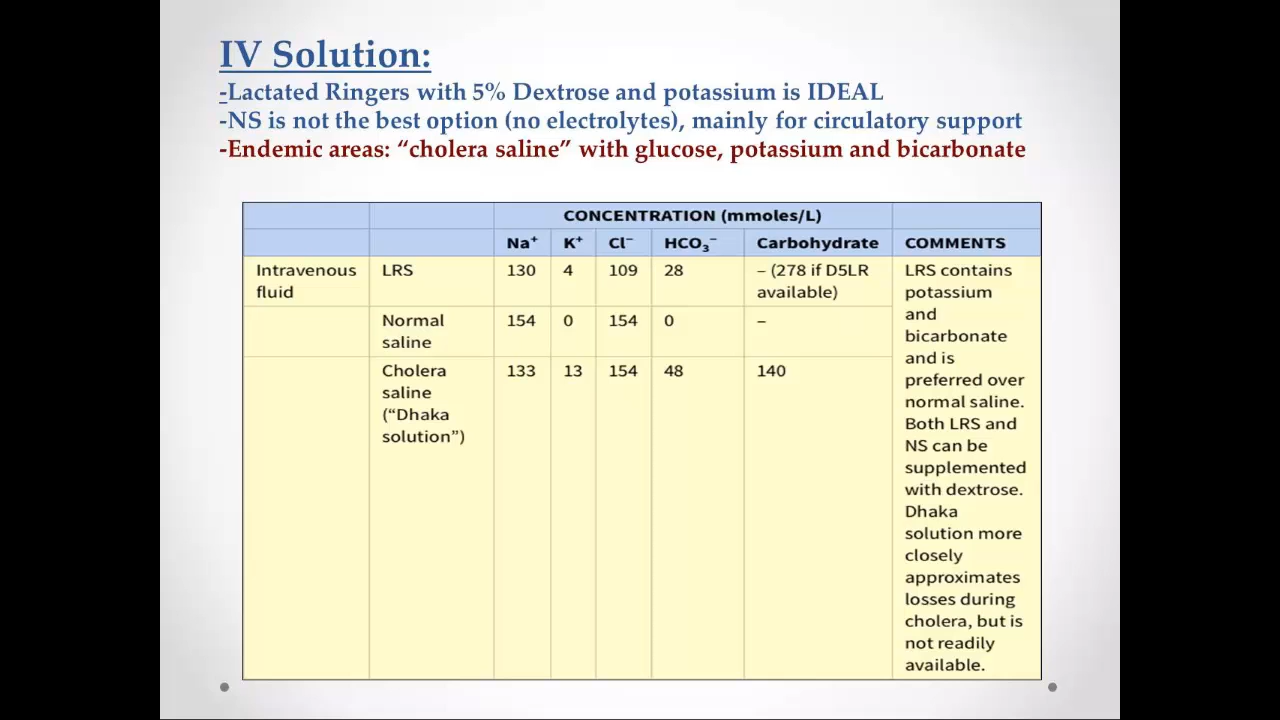 IV Solution:
-Lactated Ringers with 5% Dextrose and potassium is IDEAL
-NS is not the best option (no electrolytes), mainly for circulatory support
-Endemic areas: “cholera saline” with glucose, potassium and bicarbonate
CONCENTRATION (mmoles/L)
Na⁺ K⁺ Cl⁻ HCO₃⁻ Carbohydrate COMMENTS
Intravenous fluid LRS 130 4 109 28 – (278 if D5LR available)
Normal saline 154 0 154 0 –
Cholera saline (“Dhaka solution”) 133 13 154 48 140
LRS contains
potassium
and
bicarbonate
and is
preferred over
normal saline.
Both LRS and
NS can be
supplemented
with dextrose.
Dhaka
solution more
closely
approximates
losses during
cholera, but is
not readily
available.